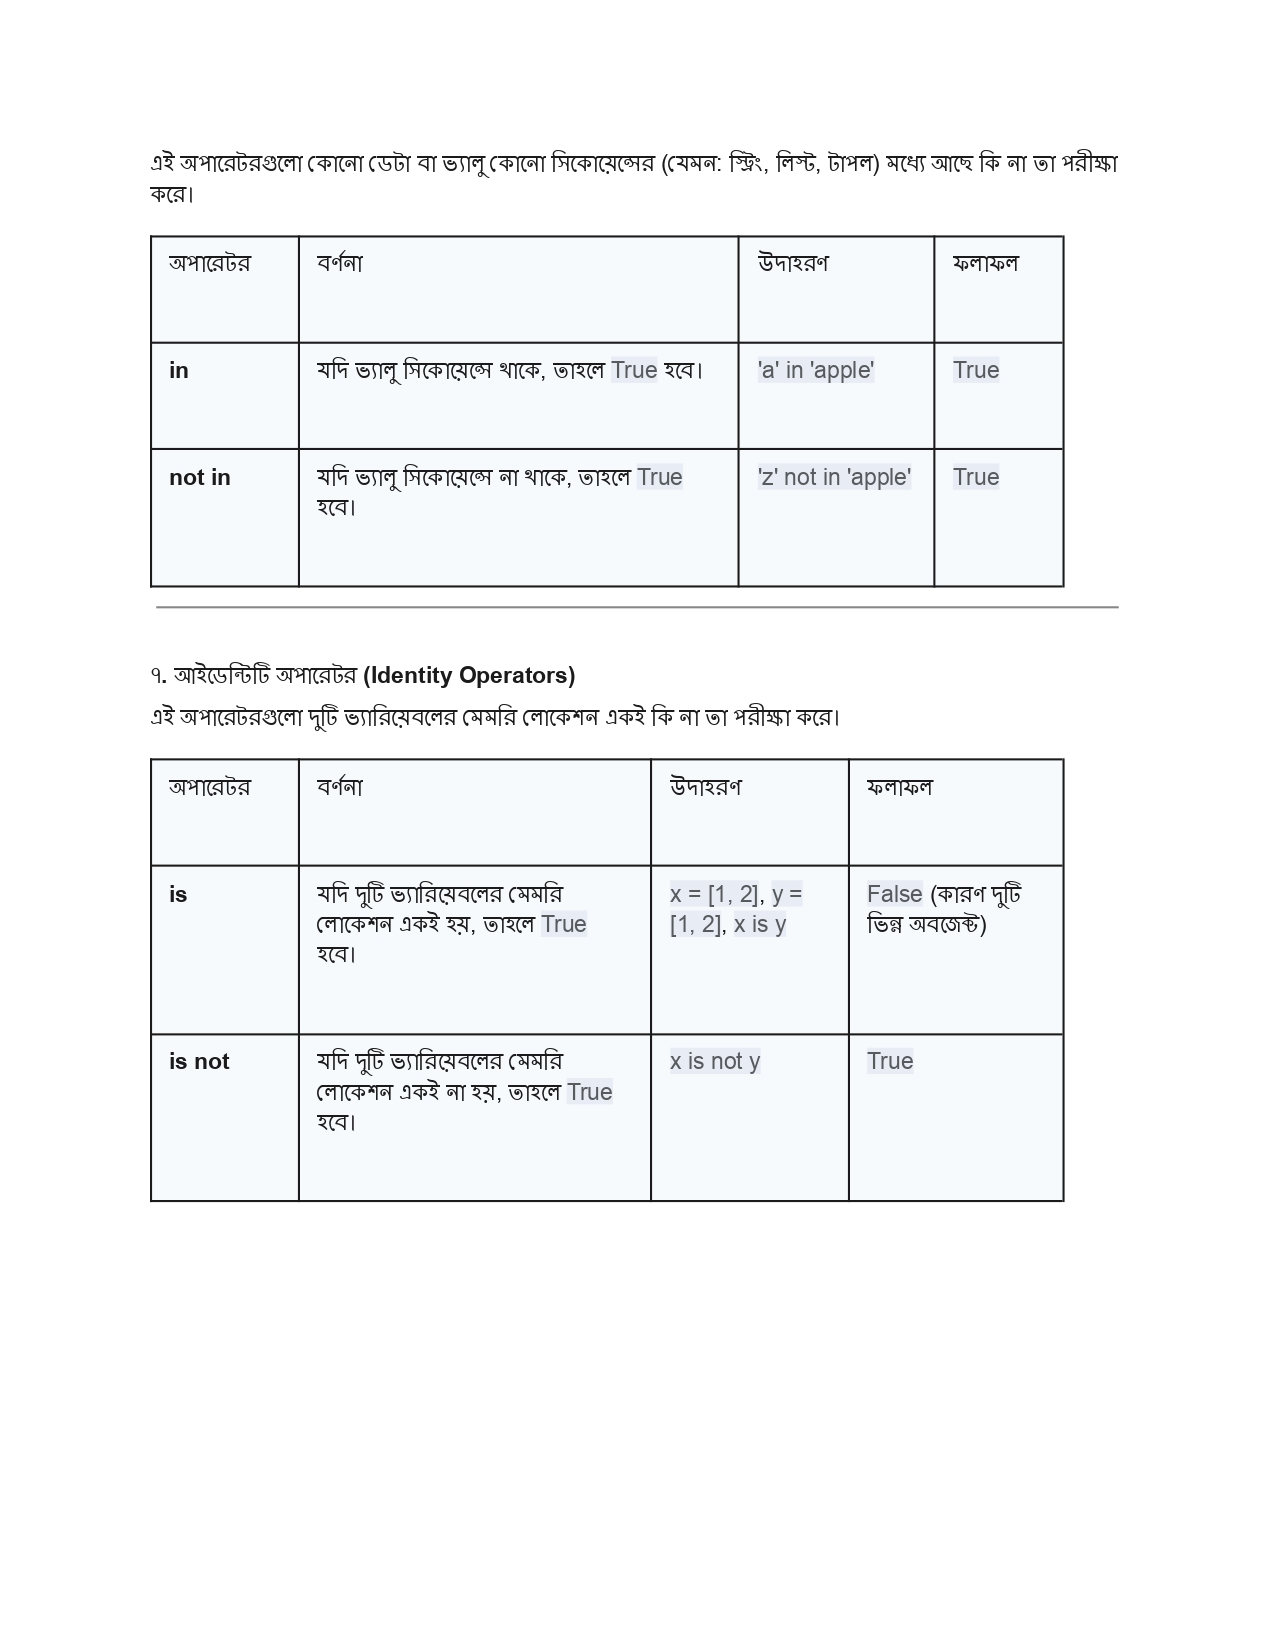 এই অপারেটরগুলো কোনো ডেটা বা ভ্যালু কোনো সিকোয়েন্সের (যেমন: স্ট্রিং, লিস্ট, টাপল) মধ্যে আছে কি না তা পরীক্ষা
করে।
অপারেটর বর্ণনা উদাহরণ ফলাফল
in যদি ভ্যালু সিকোয়েন্সে থাকে, তাহলে True হবে। 'a' in 'apple' True
not in যদি ভ্যালু সিকোয়েন্সে না থাকে, তাহলে True 'z' not in 'apple' True
হবে।
৭. আইডেন্টিটি অপারেটর (Identity Operators)
এই অপারেটরগুলো দুটি ভ্যারিয়েবলের মেমরি লোকেশন একই কি না তা পরীক্ষা করে।
অপারেটর বর্ণনা উদাহরণ ফলাফল
is যদি দুটি ভ্যারিয়েবলের মেমরি x = [1, 2], y = False (কারণ দুটি
লোকেশন একই হয়, তাহলে True [1, 2], x is y ভিন্ন অবজেক্ট)
হবে।
is not যদি দুটি ভ্যারিয়েবলের মেমরি x is not y True
লোকেশন একই না হয়, তাহলে True
হবে।